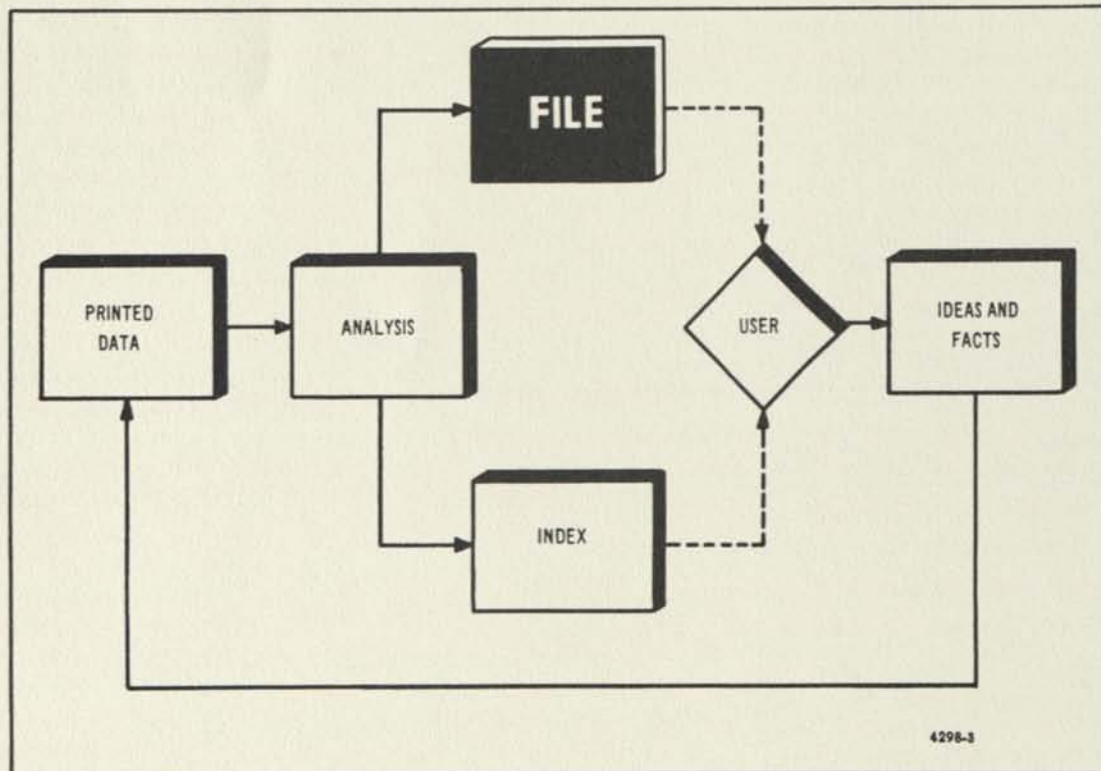 FILE
PRINTED
DATA
ANALYSIS
USER
IDEAS AND
FACTS
INDEX
4298-3